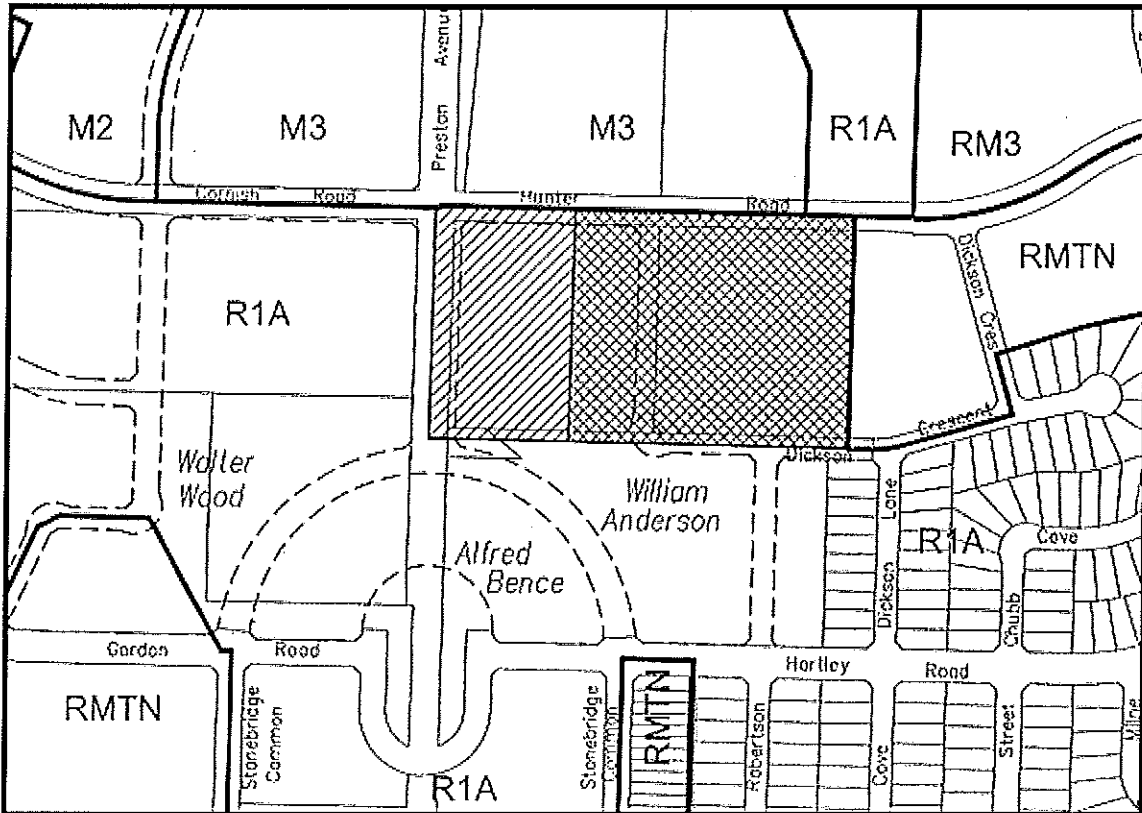 Preston Avenue
M2
M3
M3
R1A
RM3
Cornish Road
Hunter Road
Dickson Cres
RMTN
R1A
Crescent
Dickson
Walter
Wood
William
Anderson
Alfred
Bence
Dickson Lane
R1A
Cove
Chubb
Gordon Road
Hartley Road
RMTN
Stonebridge
Common
R1A
Stonebridge
Common
RMTN
Robertson
Cove
Street
Milne